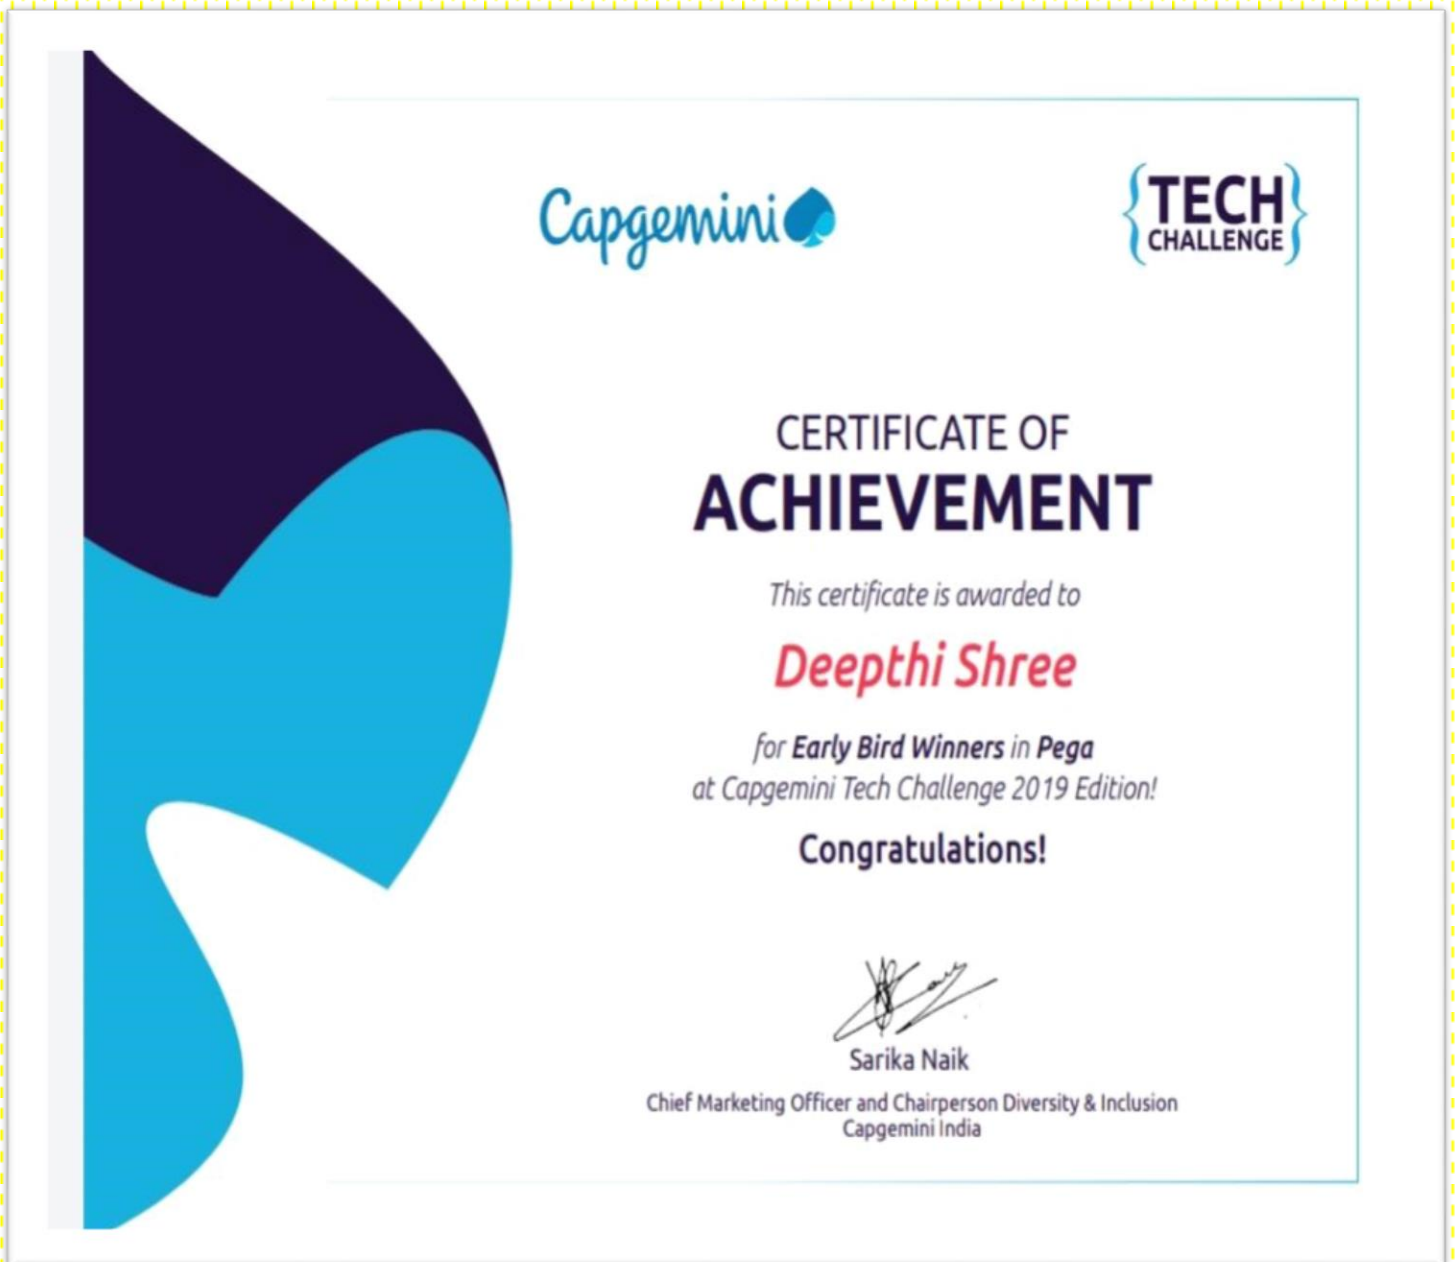 Capgemini
{TECH
CHALLENGE}
CERTIFICATE OF
ACHIEVEMENT
This certificate is awarded to
Deepthi Shree
for Early Bird Winners in Pega
at Capgemini Tech Challenge 2019 Edition!
Congratulations!
Sarika Naik
Chief Marketing Officer and Chairperson Diversity & Inclusion
Capgemini India